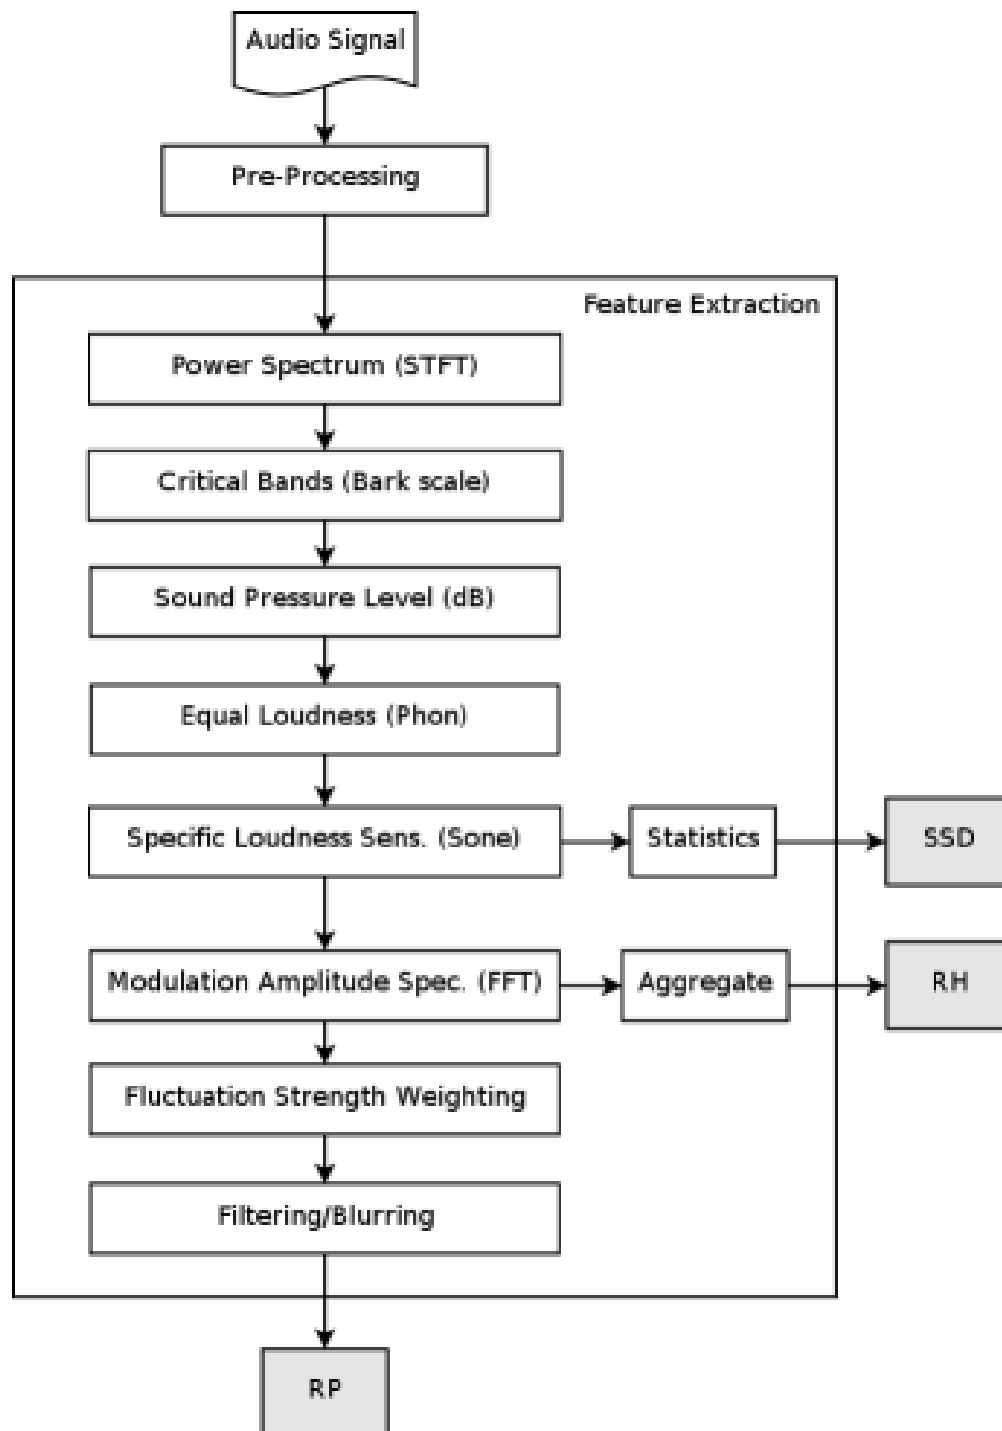 Audio Signal
Pre-Processing
Feature Extraction
Power Spectrum (STFT)
Critical Bands (Bark scale)
Sound Pressure Level (dB)
Equal Loudness (Phon)
Specific Loudness Sens. (Sone)
Statistics
SSD
Modulation Amplitude Spec. (FFT)
Aggregate
RH
Fluctuation Strength Weighting
Filtering/Blurring
RP